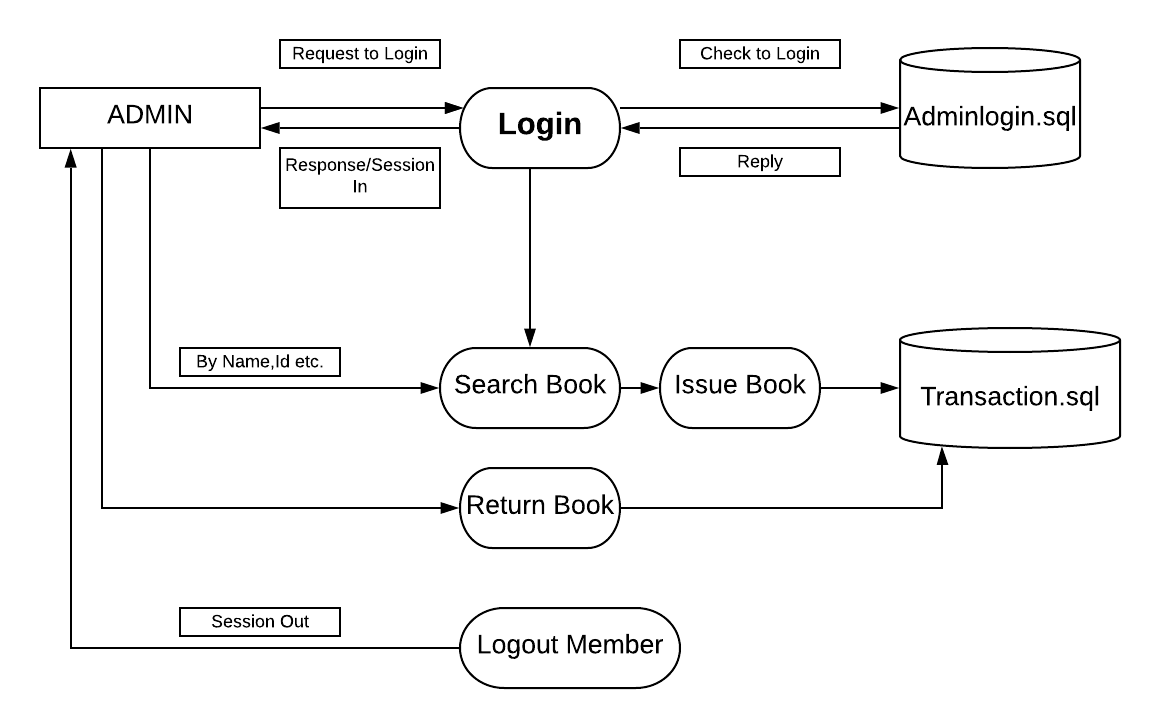 Request to Login
Check to Login
ADMIN
Login
Adminlogin.sql
Response/Session
In
Reply
By Name,Id etc.
Search Book
Issue Book
Transaction.sql
Return Book
Session Out
Logout Member